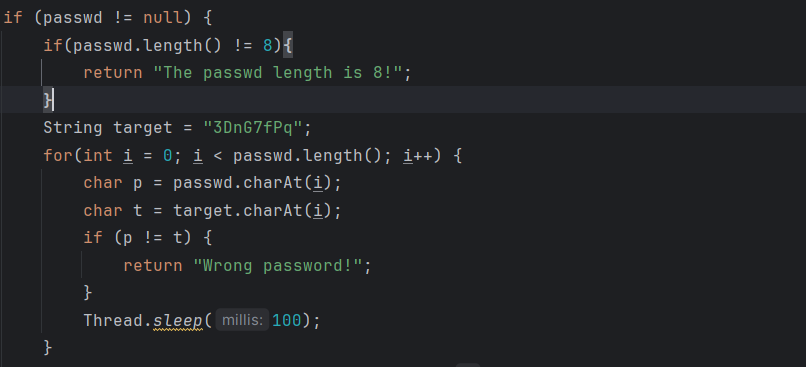 if (passwd != null) {
    if(passwd.length() != 8){
        return "The passwd length is 8!";
    }
    String target = "3DnG7fPq";
    for(int i = 0; i < passwd.length(); i++) {
        char p = passwd.charAt(i);
        char t = target.charAt(i);
        if (p != t) {
            return "Wrong password!";
        }
        Thread.sleep( millis: 100);
    }